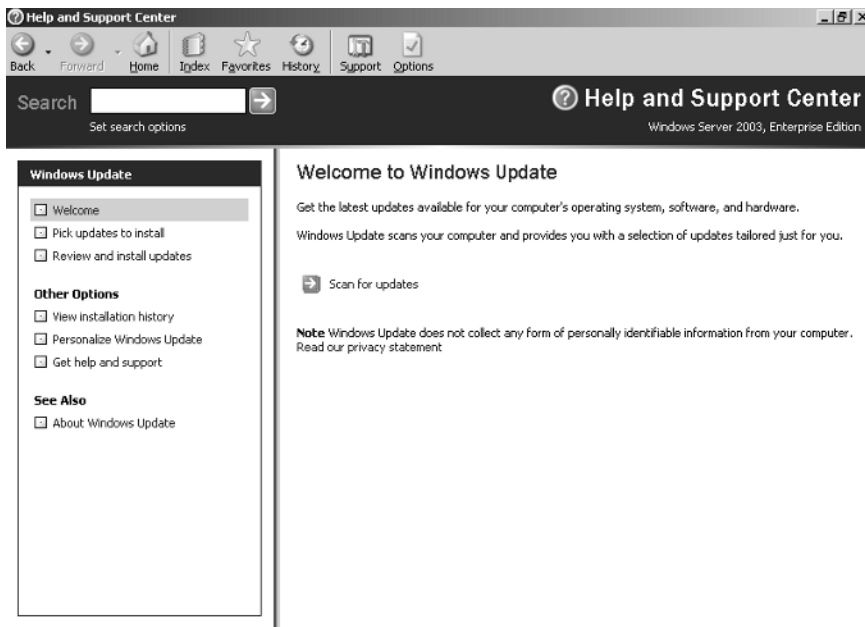 Help and Support Center
Back Forward Home Index Favorites History Support Options
Search
Set search options
Help and Support Center
Windows Server 2003, Enterprise Edition
Windows Update
Welcome
Pick updates to install
Review and install updates
Other Options
View installation history
Personalize Windows Update
Get help and support
See Also
About Windows Update
Welcome to Windows Update
Get the latest updates available for your computer's operating system, software, and hardware.
Windows Update scans your computer and provides you with a selection of updates tailored just for you.
Scan for updates
Note Windows Update does not collect any form of personally identifiable information from your computer.
Read our privacy statement